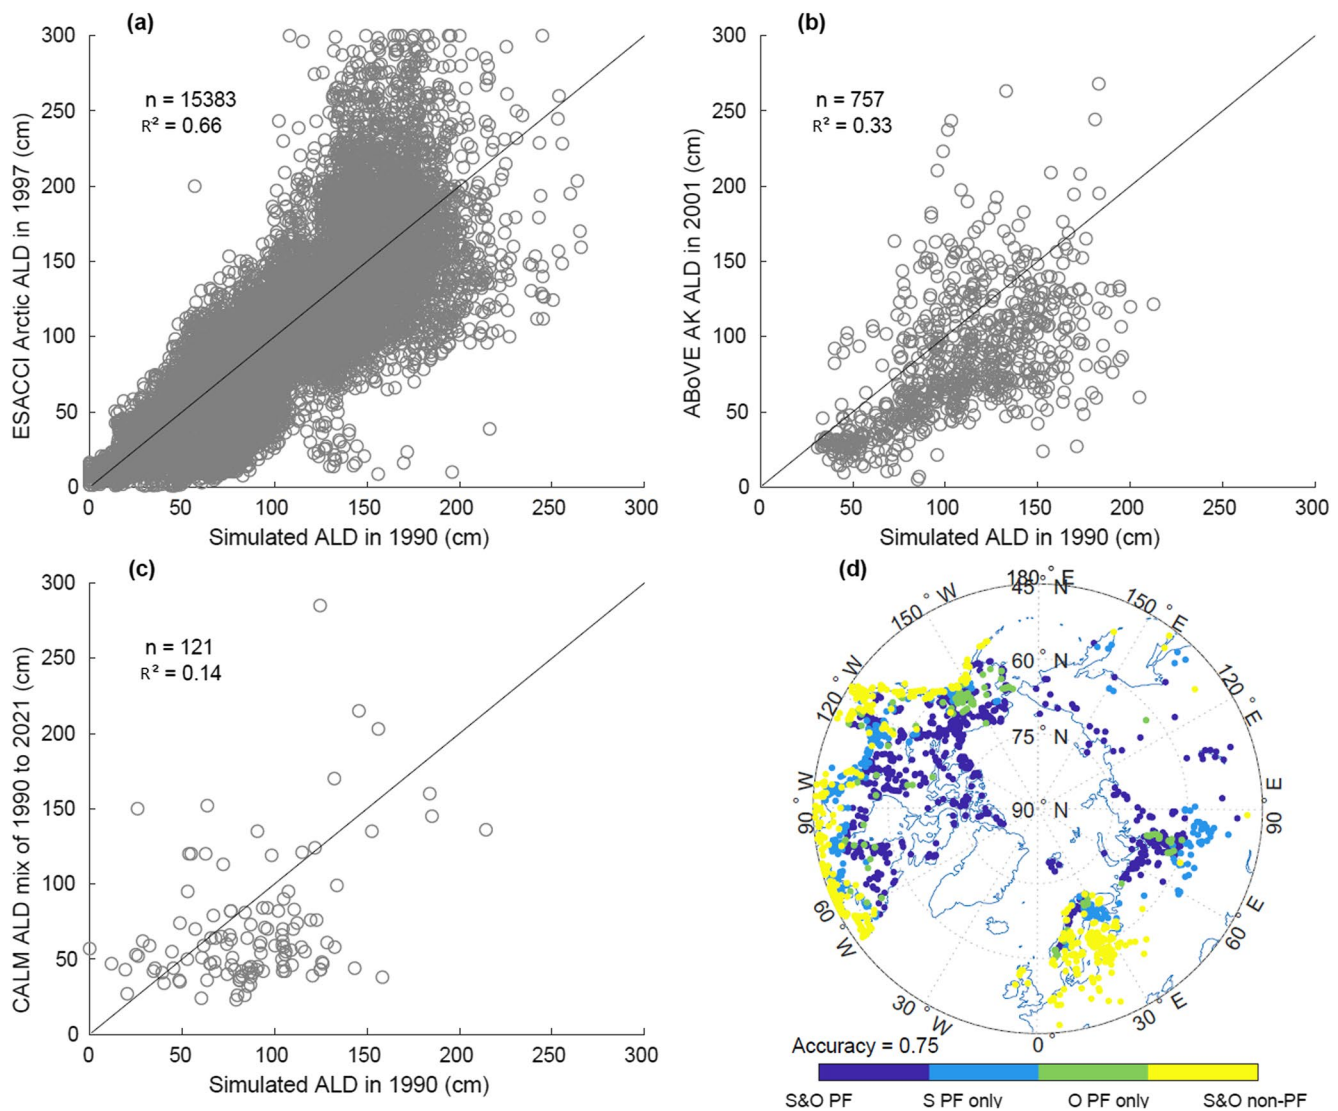 (a)
300
250
200
150
100
50
0
ESACCI Arctic ALD in 1997 (cm)
n = 15383
R² = 0.66
0 50 100 150 200 250 300
Simulated ALD in 1990 (cm)
(b)
300
250
200
150
100
50
0
ABoVE AK ALD in 2001 (cm)
n = 757
R² = 0.33
0 50 100 150 200 250 300
Simulated ALD in 1990 (cm)
(c)
300
250
200
150
100
50
0
CALM ALD mix of 1990 to 2021 (cm)
n = 121
R² = 0.14
0 50 100 150 200 250 300
Simulated ALD in 1990 (cm)
(d)
180° E
45° N
150° W
150° E
60° N
120° W
120° E
75° N
90° W
90° N
90° E
60° W
60° E
30° W
30° E
0°
Accuracy = 0.75
S&O PF S PF only O PF only S&O non-PF